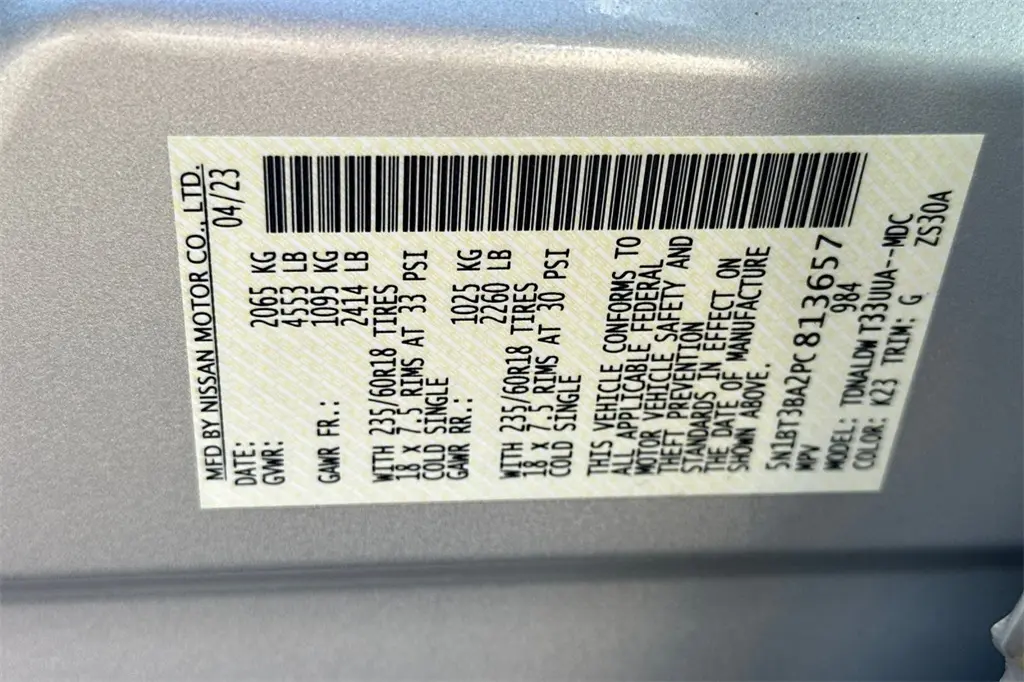 MFD BY NISSAN MOTOR CO., LTD.
DATE: 04/23
GVWR: 2065 KG
4553 LB
GAWR FR.: 1095 KG
2414 LB
WITH 235/60R18 TIRES
18 X 7.5 RIMS AT 33 PSI
COLD SINGLE
GAWR RR.: 1025 KG
2260 LB
WITH 235/60R18 TIRES
18 X 7.5 RIMS AT 30 PSI
COLD SINGLE
THIS VEHICLE CONFORMS TO
ALL APPLICABLE FEDERAL
MOTOR VEHICLE SAFETY AND
THEFT PREVENTION
STANDARDS IN EFFECT ON
THE DATE OF MANUFACTURE
SHOWN ABOVE.
5N1BT3BA2PC813657
MPV 984
MODEL: TDNALDW T33UUA--MDC
COLOR: K23 TRIM: G ZS30A